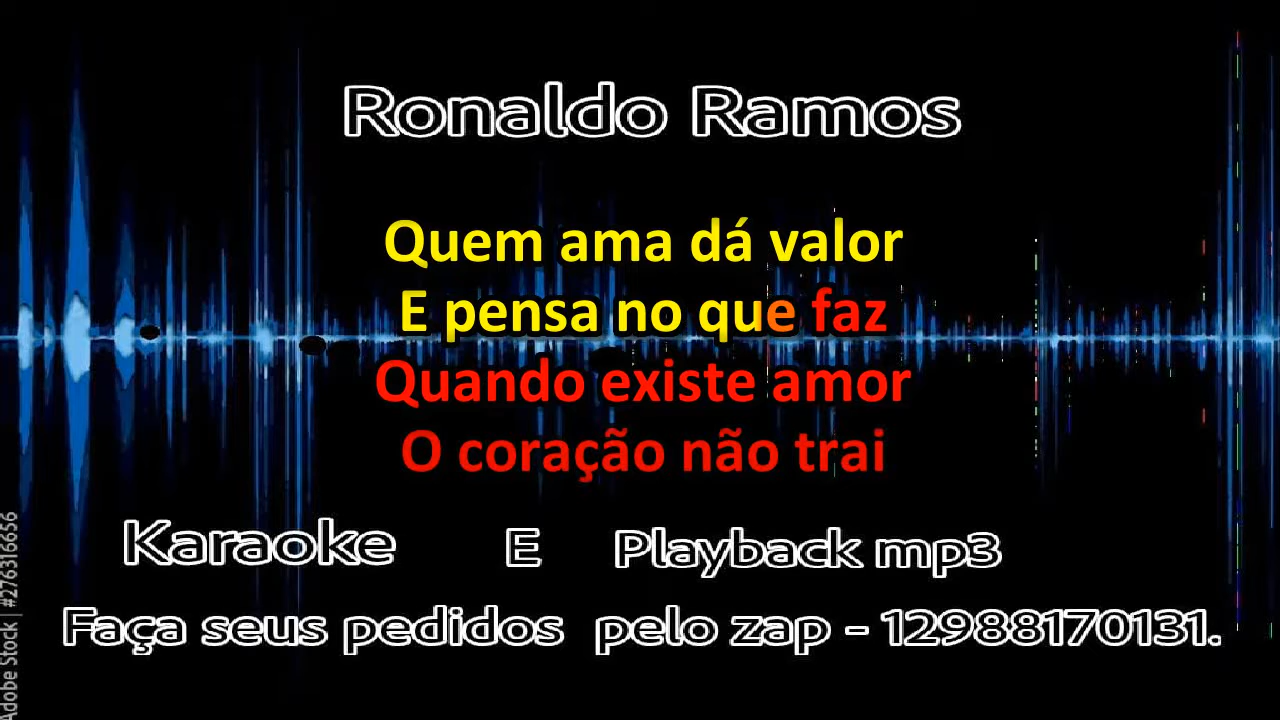 Ronaldo Ramos
Quem ama dá valor
E pensa no que faz
Quando existe amor
O coração não trai
Karaoke E Playback mp3
Faça seus pedidos pelo zap - 12988170131.
Adobe Stock | #276316656